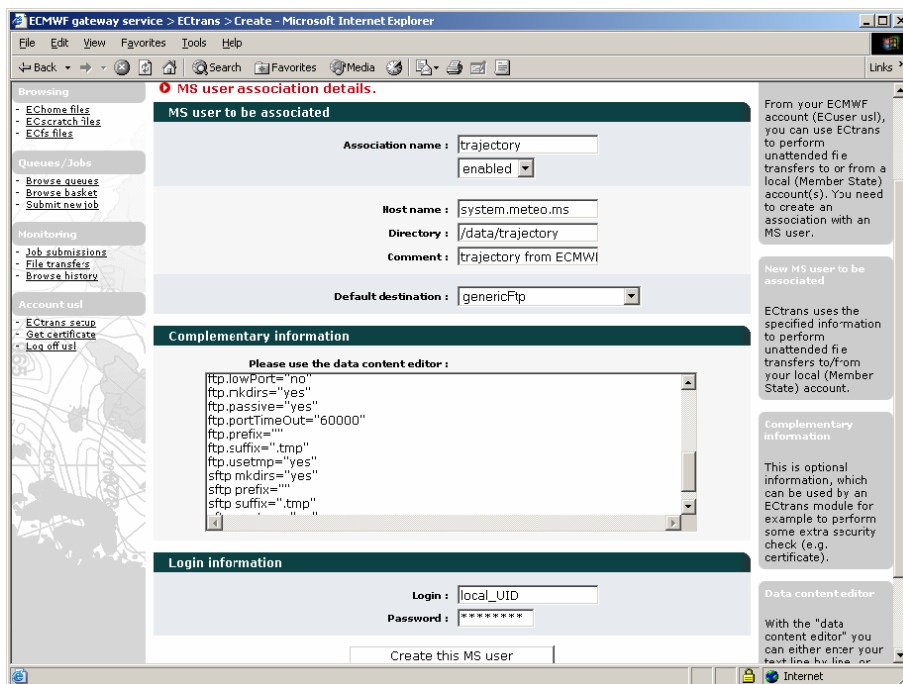 ECMWF gateway service > ECtrans > Create - Microsoft Internet Explorer
File Edit View Favorites Tools Help
Back Search Favorites Media Links »
Browsing
- EChome files
- ECscratch files
- ECfs files
Queues/Jobs
- Browse queues
- Browse basket
- Submit new job
Monitoring
- Job submissions
- File transfers
- Browse history
Account usl
- ECtrans setup
- Get certificate
- Log off usl
MS user association details.
MS user to be associated
Association name : trajectory
enabled
Host name : system.meteo.ms
Directory : /data/trajectory
Comment : trajectory from ECMWI
Default destination : genericFtp
Complementary information
Please use the data content editor :
ftp.lowPort="no"
ftp.mkdirs="yes"
ftp.passive="yes"
ftp.portTimeOut="60000"
ftp.prefix=""
ftp.suffix=".tmp"
ftp.usetmp="yes"
sftp mkdirs="yes"
sftp prefix=""
sftp suffix=".tmp"
Login information
Login : local_UID
Password : ********
Create this MS user
From your ECMWF
account (ECuser usl),
you can use ECtrans
to perform
unattended file
transfers to or from a
local (Member State)
account(s). You need
to create an
association with an
MS user.
New MS user to be
associated
ECtrans uses the
specified information
to perform
unattended file
transfers to/from
your local (Member
State) account.
Complementary
information
This is optional
information, which
can be used by an
ECtrans module for
example to perform
some extra security
check (e.g.
certificate).
Data content editor
With the "data
content editor" you
can either enter your
text line by line, or
Internet